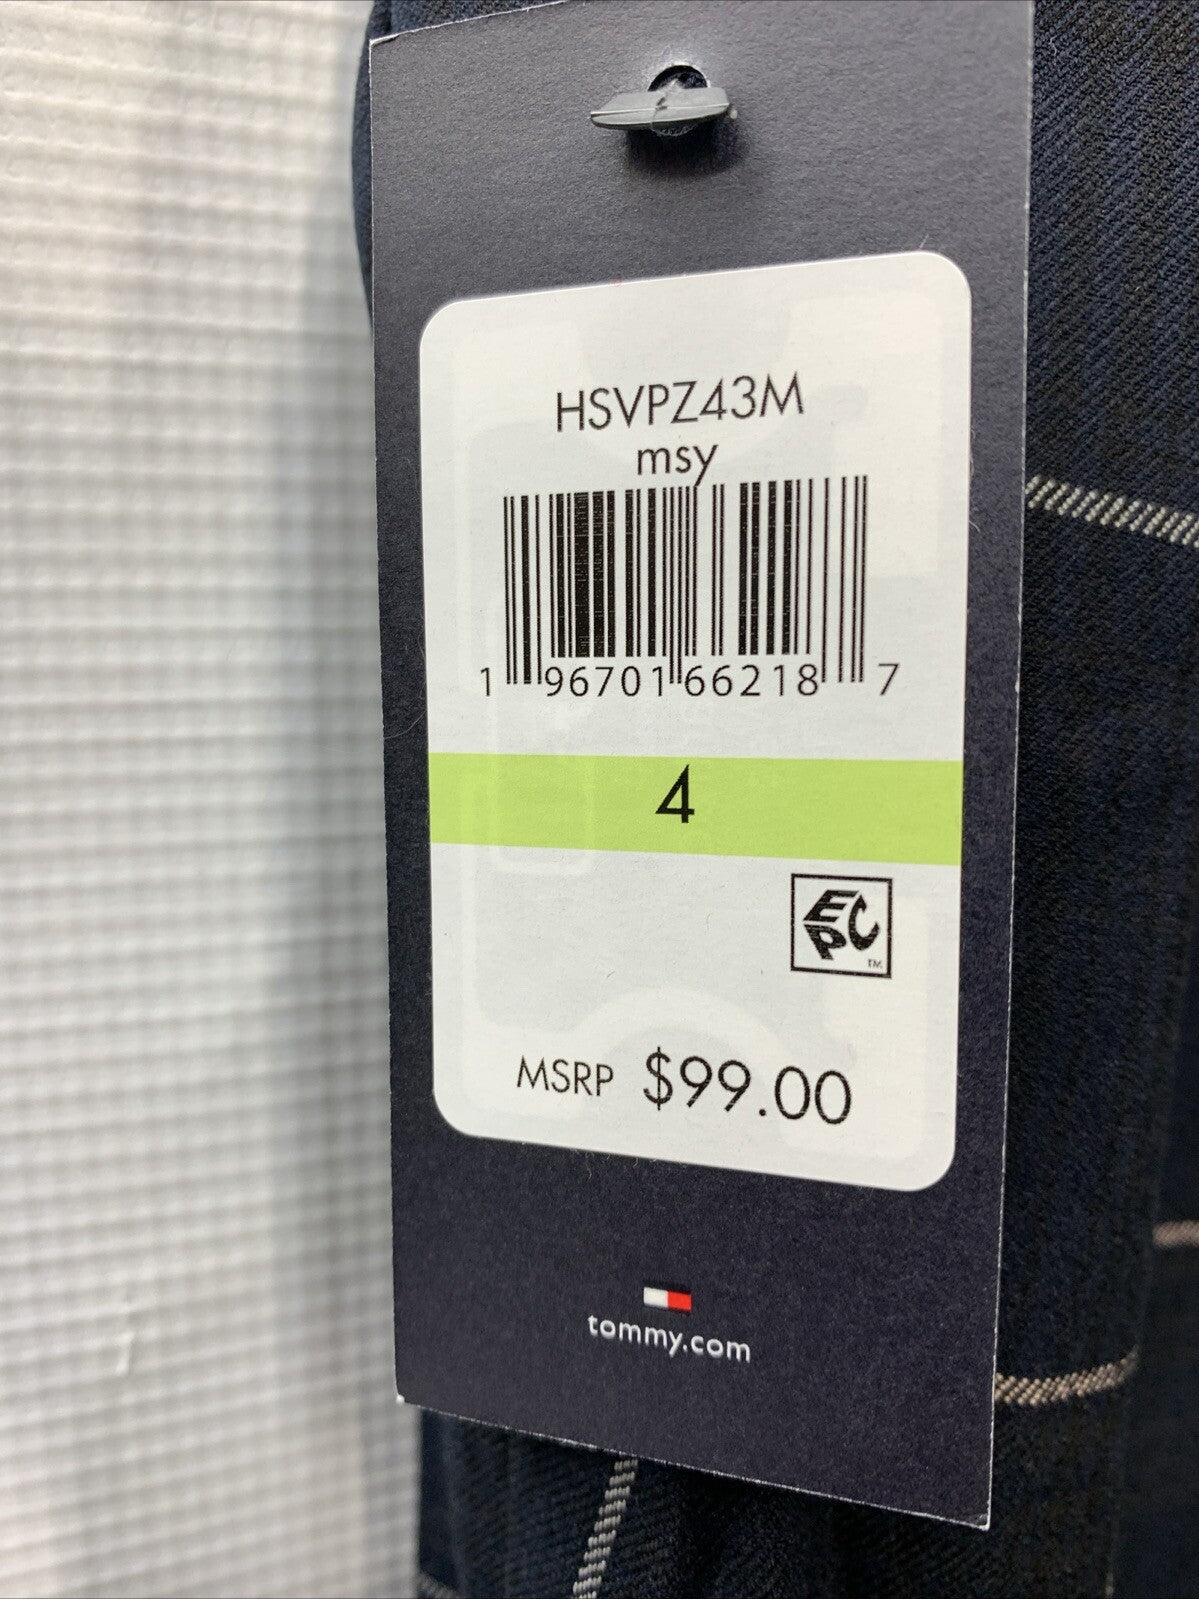 HSVPZ43M
msy
1 96701 66218 7
4
EPC
TM
MSRP $99.00
tommy.com